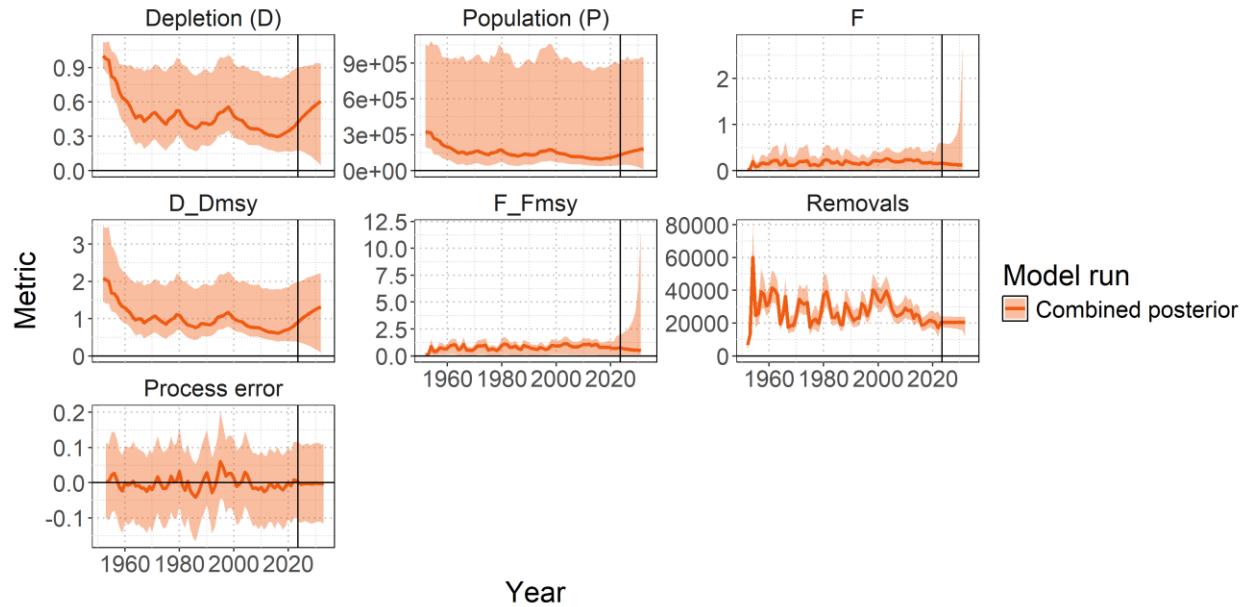 Depletion (D)
Population (P)
F
0.9
0.6
0.3
0.0
9e+05
6e+05
3e+05
0e+00
2
1
0
D_Dmsy
F_Fmsy
Removals
3
2
1
0
12.5
10.0
7.5
5.0
2.5
0.0
80000
60000
40000
20000
0
1960 1980 2000 2020
1960 1980 2000 2020
Process error
0.2
0.1
0.0
-0.1
1960 1980 2000 2020
Metric
Year
Model run
Combined posterior